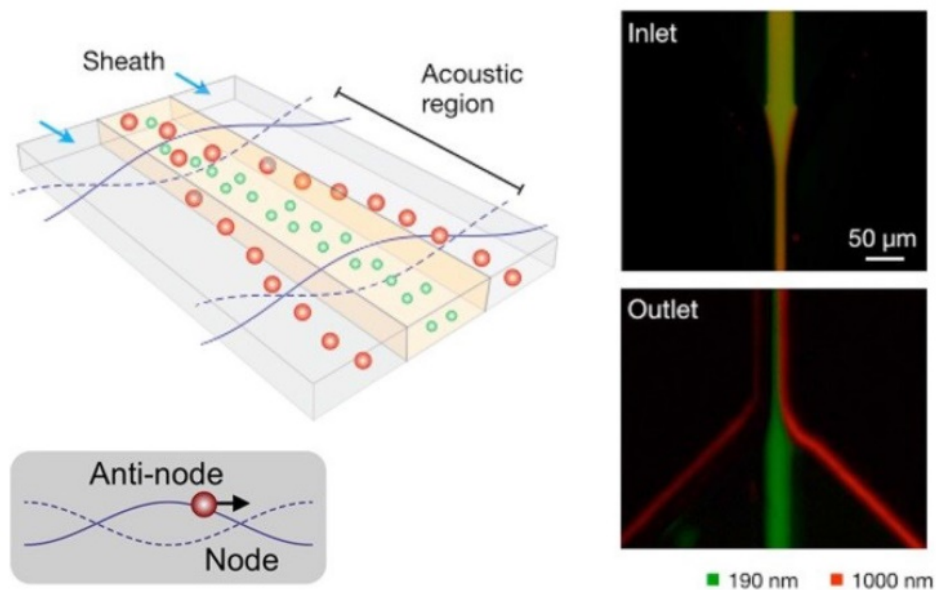 Sheath
Acoustic
region
Anti-node
Node
Inlet
50 μm
Outlet
190 nm
1000 nm